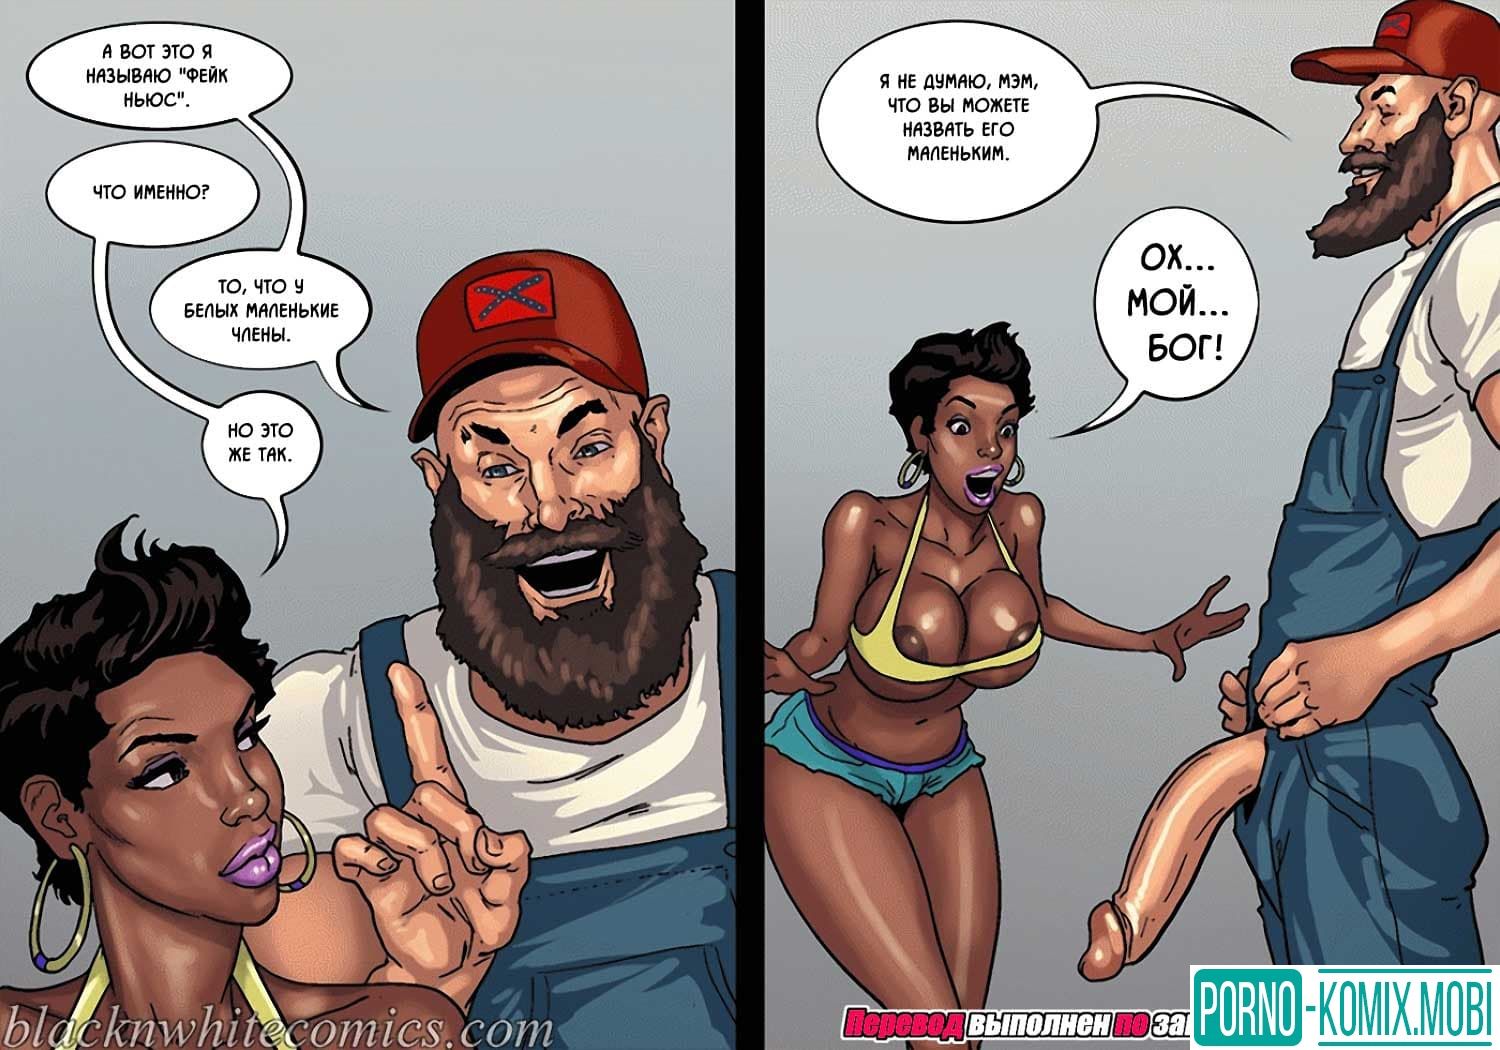 А ВОТ ЭТО Я
НАЗЫВАЮ "ФЕЙК
НЬЮС".
ЧТО ИМЕННО?
ТО, ЧТО У
БЕЛЫХ МАЛЕНЬКИЕ
ЧЛЕНЫ.
НО ЭТО
ЖЕ ТАК.
Я НЕ ДУМАЮ, МЭМ,
ЧТО ВЫ МОЖЕТЕ
НАЗВАТЬ ЕГО
МАЛЕНЬКИМ.
ОХ...
МОЙ...
БОГ!
blacknwhitecomics.com
Перевод выполнен по
PORNO-KOMIX.MOBI